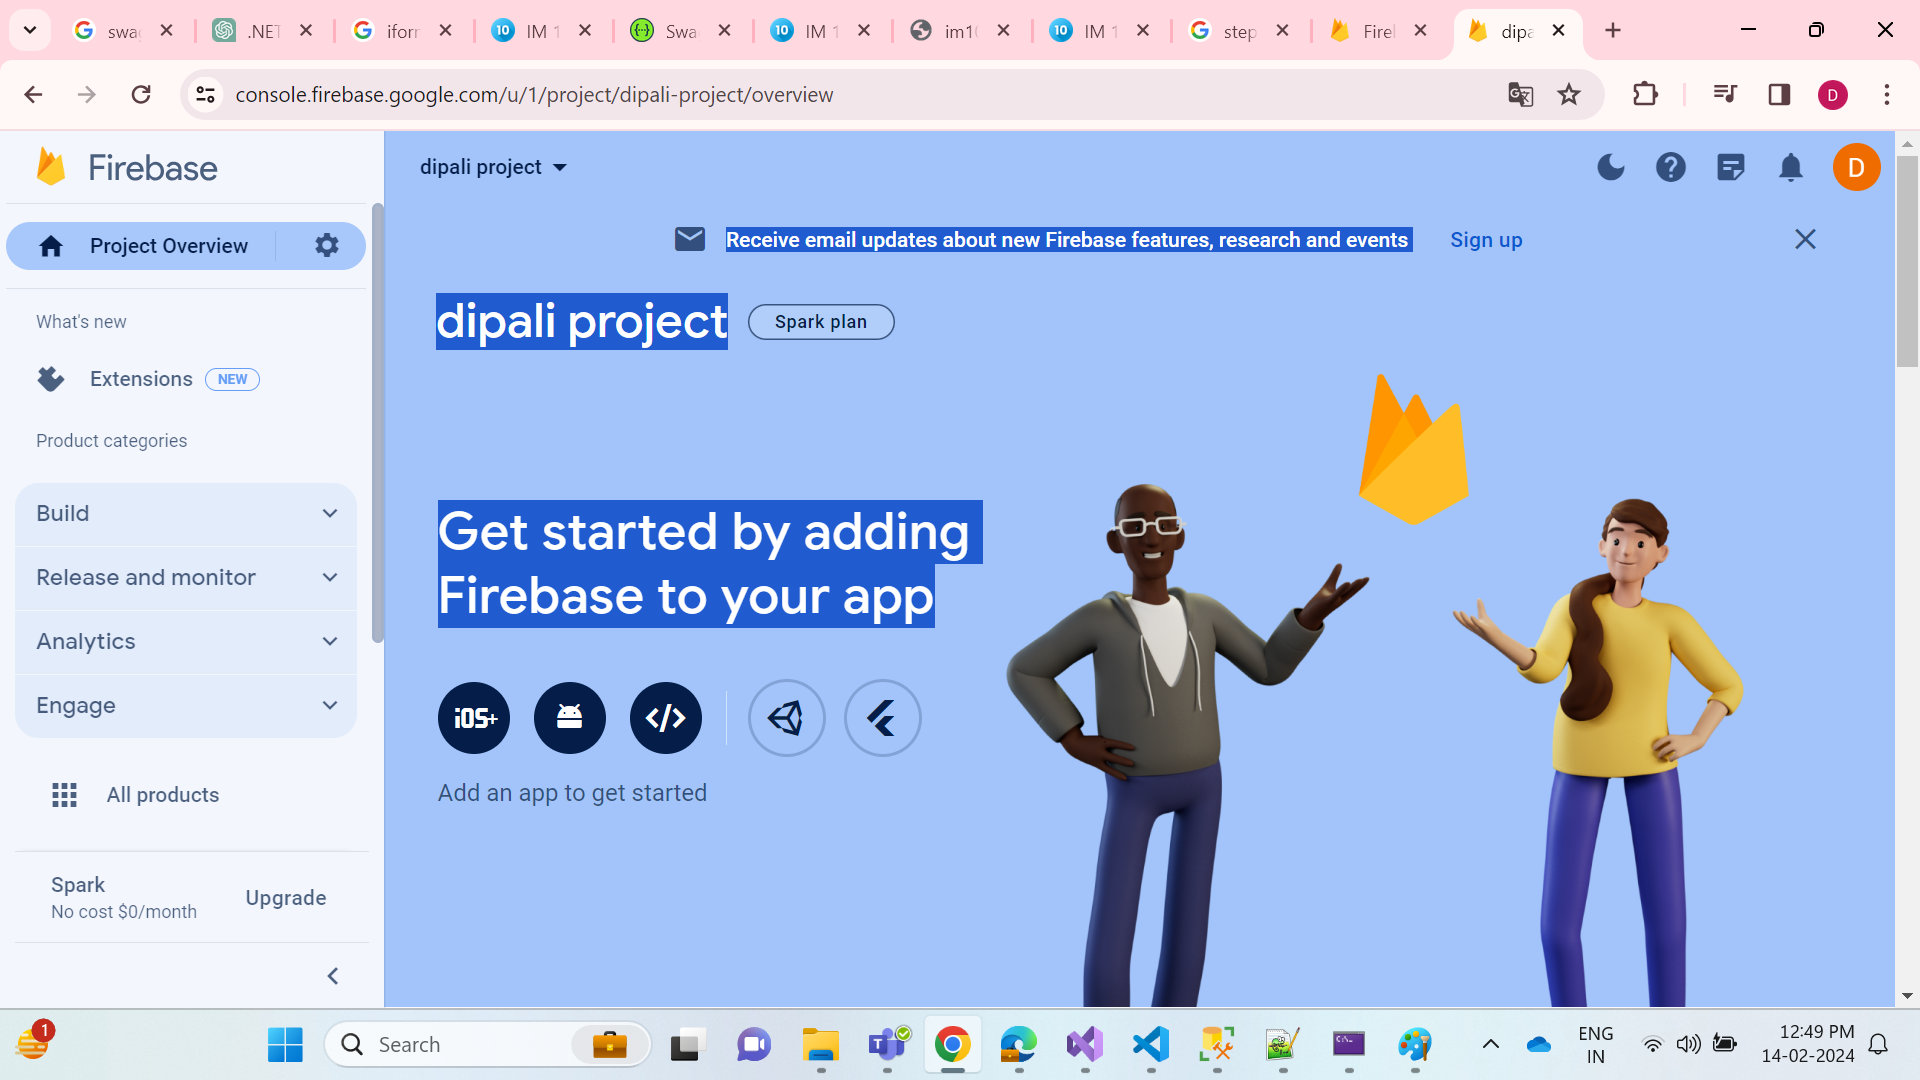 swa
.NET
ifor
IM 1
Swa
IM 1
im10
IM 1
step
Fire
dipa
console.firebase.google.com/u/1/project/dipali-project/overview
D
Firebase
dipali project
D
Project Overview
Receive email updates about new Firebase features, research and events
Sign up
dipali project
Spark plan
What's new
Extensions
NEW
Product categories
Build
Release and monitor
Analytics
Engage
All products
Get started by adding
Firebase to your app
iOS+
Add an app to get started
Spark
No cost $0/month
Upgrade
1
Search
ENG
IN
12:49 PM
14-02-2024